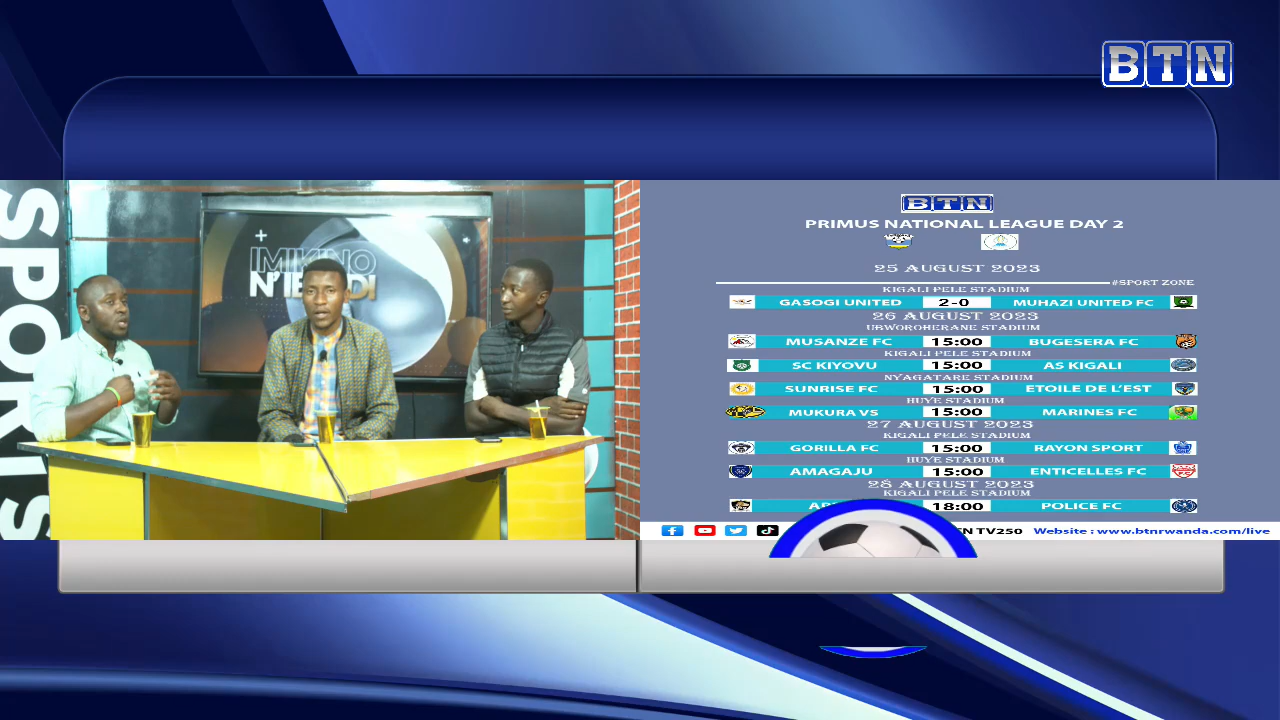 BTN
SPORTS
IMIKINO
BTN
PRIMUS NATIONAL LEAGUE DAY 2
25 AUGUST 2023
#SPORT ZONE
KIGALI PELE STADIUM
GASOGI UNITED 2-0 MUHAZI UNITED FC
26 AUGUST 2023
UBWOROHERANE STADIUM
MUSANZE FC 15:00 BUGESERA FC
KIGALI PELE STADIUM
SC KIYOVU 15:00 AS KIGALI
NYAGATARE STADIUM
SUNRISE FC 15:00 ETOILE DE L'EST
HUYE STADIUM
MUKURA VS 15:00 MARINES FC
27 AUGUST 2023
KIGALI PELE STADIUM
GORILLA FC 15:00 RAYON SPORT
HUYE STADIUM
AMAGAJU 15:00 ENTICELLES FC
28 AUGUST 2023
KIGALI PELE STADIUM
18:00 POLICE FC
TV250 Website : www.btnrwanda.com/live